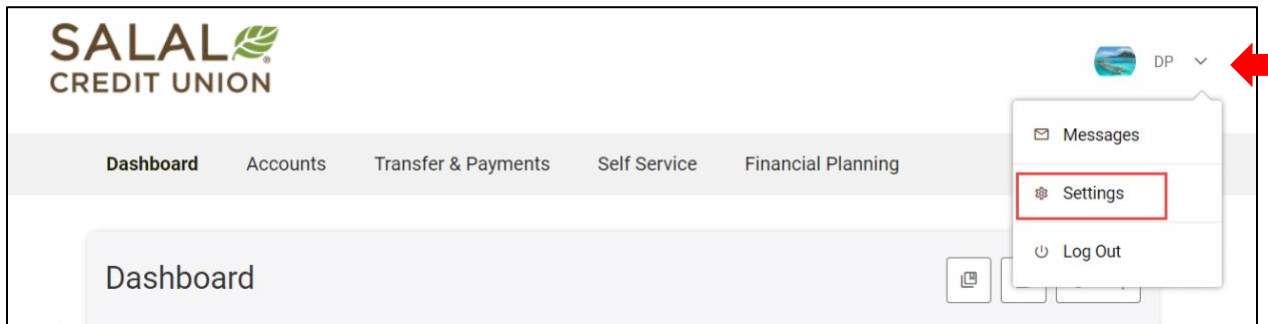 SALAL
CREDIT UNION
DP
Messages
Dashboard Accounts Transfer & Payments Self Service Financial Planning
Settings
Log Out
Dashboard